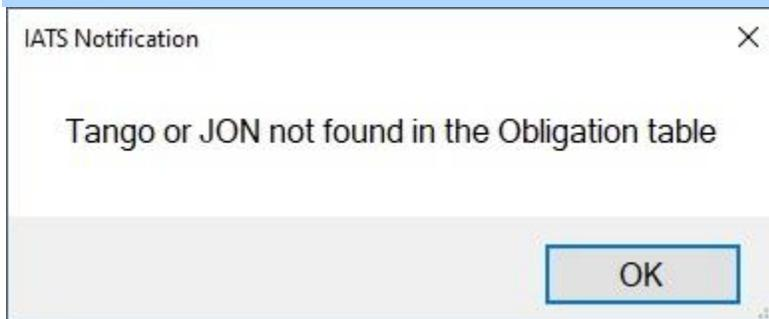 IATS Notification
Tango or JON not found in the Obligation table
OK